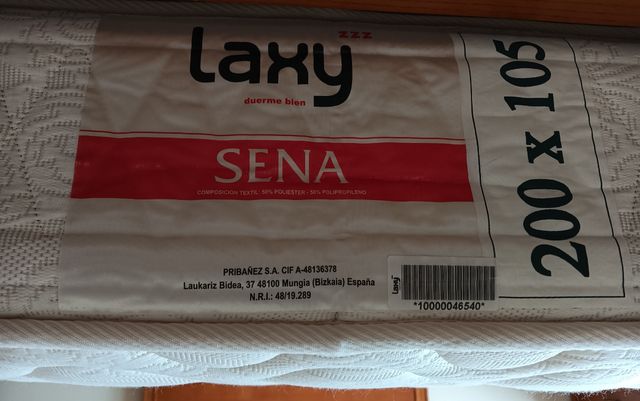 zzz
laxy
duerme bien
SENA
COMPOSICION TEXTIL: 50% POLIESTER - 50% POLIPROPILENO
PRIBAÑEZ S.A. CIF A-48136378
Laukariz Bidea, 37 48100 Mungia (Bizkaia) España
N.R.I.: 48/19.289
laxy
*10000046540*
200 x 105